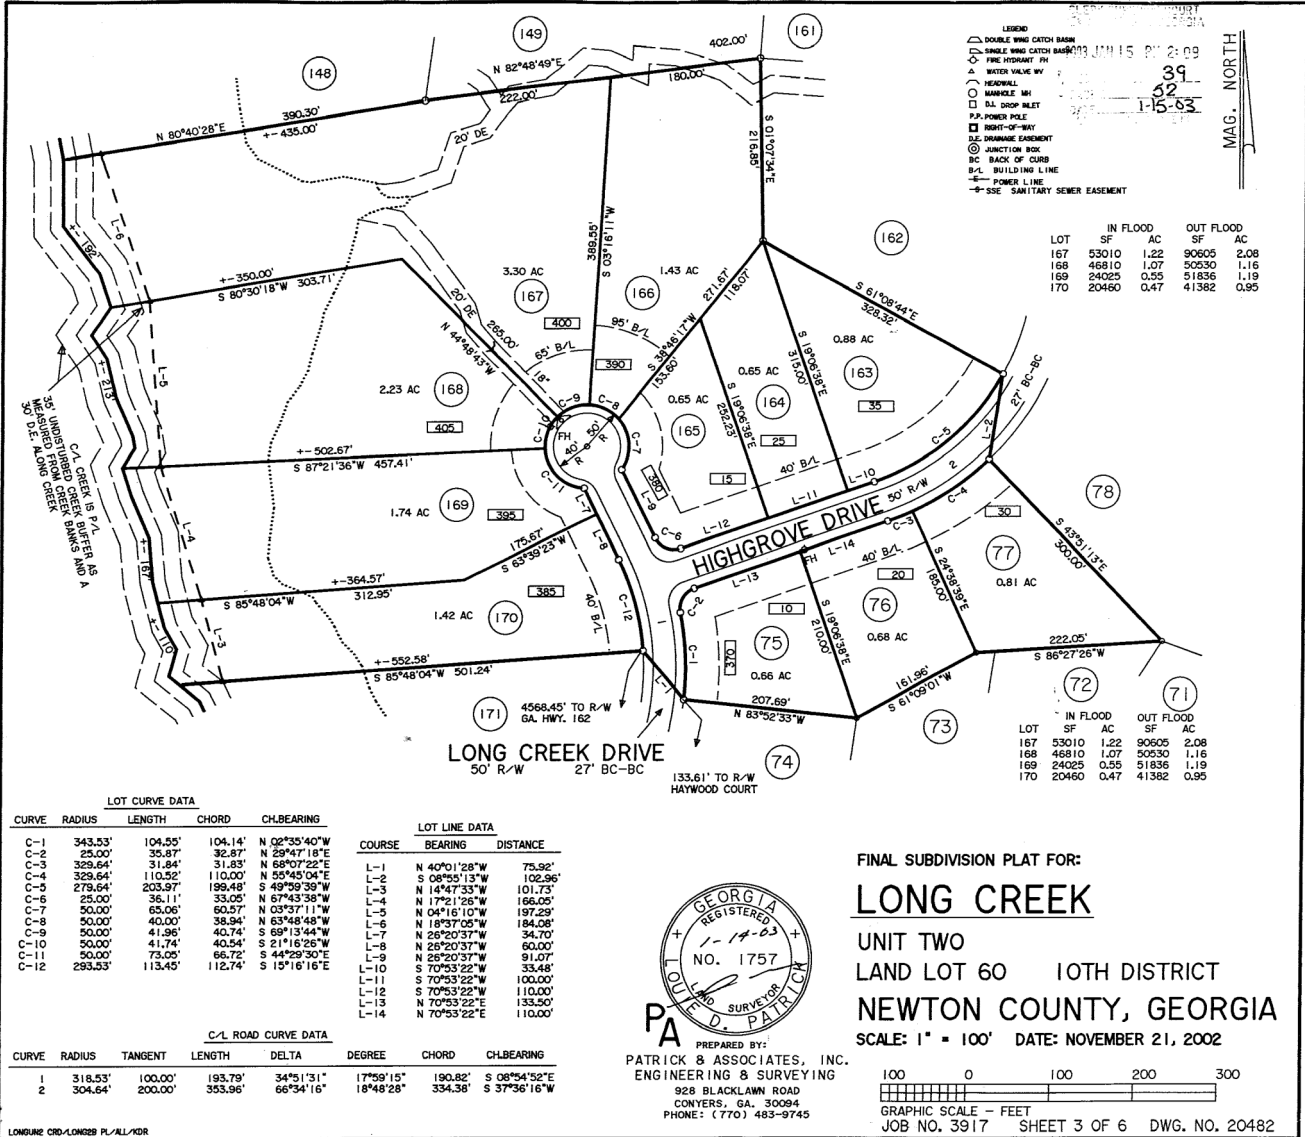 2003 JAN 15 P 2:09
39
52
1-15-03
MAG. NORTH
LEGEND
DOUBLE WING CATCH BASIN
SINGLE WING CATCH BASIN
FIRE HYDRANT FH
WATER VALVE WV
HEADWALL
MANHOLE MH
D.I. DROP INLET
P.P. POWER POLE
RIGHT-OF-WAY
D.E. DRAINAGE EASEMENT
JUNCTION BOX
BC BACK OF CURB
B/L BUILDING LINE
E POWER LINE
S SSE SANITARY SEWER EASEMENT
IN FLOOD OUT FLOOD
LOT SF AC SF AC
167 53010 1.22 90605 2.08
168 46810 1.07 50530 1.16
169 24025 0.55 51836 1.19
170 20460 0.47 41382 0.95
148
149
161
162
N 80°40'28"E
390.30'
+-435.00'
N 82°48'49"E
402.00'
222.00'
180.00'
20' DE
S 01°07'34"E
216.85'
389.55'
S 03°16'11"W
3.30 AC
167
400
1.43 AC
166
390
95' B/L
65' B/L
18"
271.67'
118.07'
S 38°46'17"W
153.60'
S 61°08'44"E
328.32'
0.88 AC
163
35
S 19°06'38"E
315.00'
0.65 AC
164
25
S 19°06'38"E
252.23'
0.65 AC
165
15
380
40' B/L
27' BC-BC
L-6
+-192'
+-350.00'
S 80°30'18"W 303.71'
20' DE
265.00'
N 44°48'43"W
L-5
+-213'
2.23 AC
168
405
C-10
C-9
C-8
C-7
FH
50'
R
40'
R
C-11
L-7
L-8
L-9
C-6
L-12
L-11
L-10
C-5
L-2
2
C-4
C-3
L-14
L-13
FH
C-2
C-1
C-12
1
L-1
HIGHGROVE DRIVE 50' R/W
+-502.67'
S 87°21'36"W 457.41'
C/L CREEK IS P/L
35' UNDISTURBED CREEK BUFFER AS
MEASURED FROM CREEK BANKS AND A
30' D.E. ALONG CREEK
L-4
+-167'
1.74 AC
169
395
175.67'
S 63°39'23"W
+-364.57'
S 85°48'04"W 312.95'
L-3
+-110
1.42 AC
170
385
40' B/L
+-552.58'
S 85°48'04"W 501.24'
40' B/L
30
77
0.81 AC
78
S 43°51'13"E
300.00'
S 24°38'39"E
185.00'
20
76
0.68 AC
S 19°06'38"E
210.00'
10
75
370
0.66 AC
207.69'
N 83°52'33"W
161.96'
S 61°09'01"W
222.05'
S 86°27'26"W
72
71
73
74
171
4568.45' TO R/W
GA. HWY. 162
LONG CREEK DRIVE
50' R/W 27' BC-BC
133.61' TO R/W
HAYWOOD COURT
IN FLOOD OUT FLOOD
LOT SF AC SF AC
167 53010 1.22 90605 2.08
168 46810 1.07 50530 1.16
169 24025 0.55 51836 1.19
170 20460 0.47 41382 0.95
LOT CURVE DATA
CURVE RADIUS LENGTH CHORD CH.BEARING
C-1 343.53' 104.55' 104.14' N 02°35'40"W
C-2 25.00' 35.87' 32.87' N 29°47'18"E
C-3 329.64' 31.84' 31.83' N 68°07'22"E
C-4 329.64' 110.52' 110.00' N 55°45'04"E
C-5 279.64' 203.97' 199.48' S 49°59'39"W
C-6 25.00' 36.11' 33.05' N 67°43'38"W
C-7 50.00' 65.06' 60.57' N 03°37'11"W
C-8 50.00' 40.00' 38.94' N 63°48'48"W
C-9 50.00' 41.96' 40.74' S 69°13'44"W
C-10 50.00' 41.74' 40.54' S 21°16'26"W
C-11 50.00' 73.05' 66.72' S 44°29'30"E
C-12 293.53' 113.45' 112.74' S 15°16'16"E
LOT LINE DATA
COURSE BEARING DISTANCE
L-1 N 40°01'28"W 75.92'
L-2 S 08°55'13"W 102.96'
L-3 N 14°47'33"W 101.73'
L-4 N 17°21'26"W 166.05'
L-5 N 04°16'10"W 197.29'
L-6 N 18°37'05"W 184.08'
L-7 N 26°20'37"W 34.70'
L-8 N 26°20'37"W 60.00'
L-9 N 26°20'37"W 91.07'
L-10 S 70°53'22"W 33.48'
L-11 S 70°53'22"W 100.00'
L-12 S 70°53'22"W 110.00'
L-13 N 70°53'22"E 133.50'
L-14 N 70°53'22"E 110.00'
C/L ROAD CURVE DATA
CURVE RADIUS TANGENT LENGTH DELTA DEGREE CHORD CH.BEARING
1 318.53' 100.00' 193.79' 34°51'31" 17°59'15" 190.82' S 08°54'52"E
2 304.64' 200.00' 353.96' 66°34'16" 18°48'28" 334.38' S 37°36'16"W
LONGUN2 CRD/LONG2B PL/ALL/KDR
GEORGIA
REGISTERED
1-14-03
NO. 1757
LAND SURVEYOR
LOUIE D. PATRICK
PA
PREPARED BY:
PATRICK & ASSOCIATES, INC.
ENGINEERING & SURVEYING
928 BLACKLAWN ROAD
CONYERS, GA. 30094
PHONE: (770) 483-9745
FINAL SUBDIVISION PLAT FOR:
LONG CREEK
UNIT TWO
LAND LOT 60 10TH DISTRICT
NEWTON COUNTY, GEORGIA
SCALE: 1" = 100' DATE: NOVEMBER 21, 2002
100 0 100 200 300
GRAPHIC SCALE - FEET
JOB NO. 3917 SHEET 3 OF 6 DWG. NO. 20482